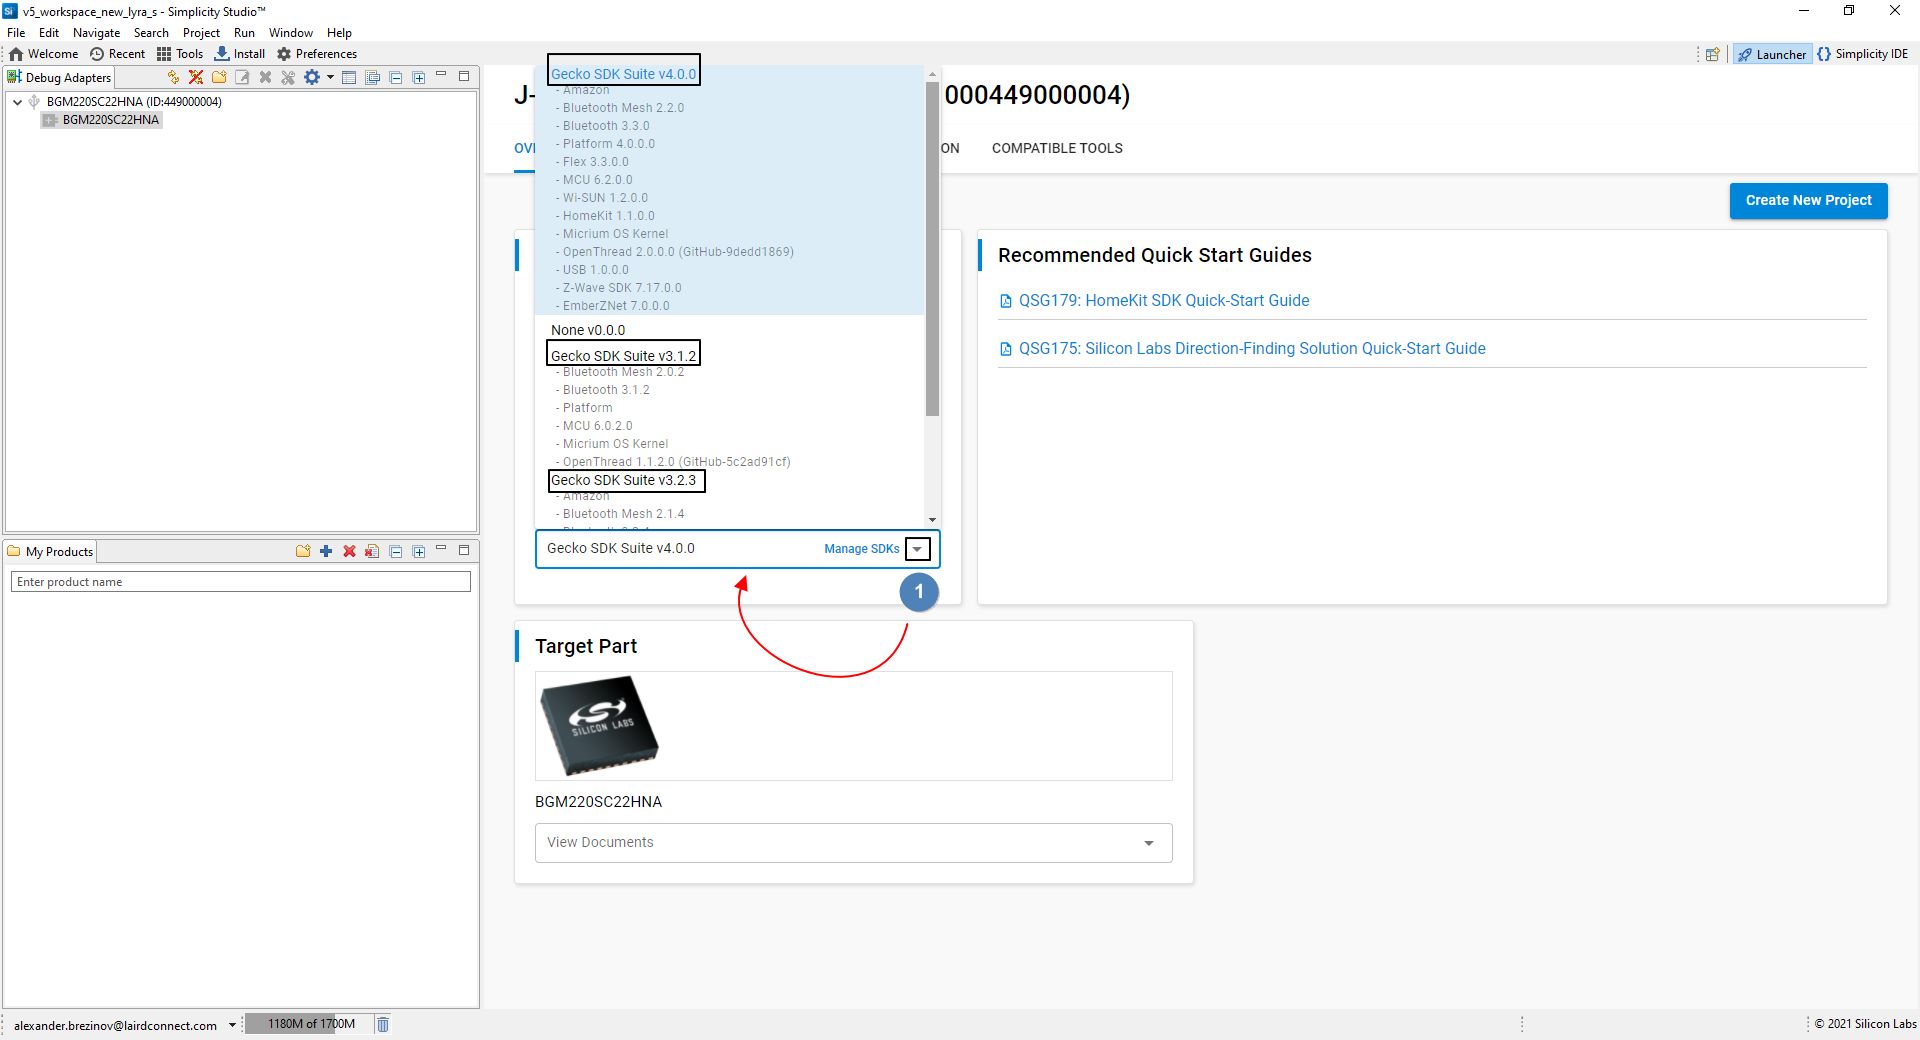 v5_workspace_new_lyra_s - Simplicity Studio™
File Edit Navigate Search Project Run Window Help
Welcome Recent Tools Install Preferences
Launcher Simplicity IDE
Debug Adapters
BGM220SC22HNA (ID:449000004)
BGM220SC22HNA
My Products
Enter product name
J-
000449000004)
OV
ON
COMPATIBLE TOOLS
Create New Project
Gecko SDK Suite v4.0.0
- Amazon
- Bluetooth Mesh 2.2.0
- Bluetooth 3.3.0
- Platform 4.0.0.0
- Flex 3.3.0.0
- MCU 6.2.0.0
- Wi-SUN 1.2.0.0
- HomeKit 1.1.0.0
- Micrium OS Kernel
- OpenThread 2.0.0.0 (GitHub-9dedd1869)
- USB 1.0.0.0
- Z-Wave SDK 7.17.0.0
- EmberZNet 7.0.0.0
None v0.0.0
Gecko SDK Suite v3.1.2
- Bluetooth Mesh 2.0.2
- Bluetooth 3.1.2
- Platform
- MCU 6.0.2.0
- Micrium OS Kernel
- OpenThread 1.1.2.0 (GitHub-5c2ad91cf)
Gecko SDK Suite v3.2.3
- Amazon
- Bluetooth Mesh 2.1.4
Gecko SDK Suite v4.0.0
Manage SDKs
1
Recommended Quick Start Guides
QSG179: HomeKit SDK Quick-Start Guide
QSG175: Silicon Labs Direction-Finding Solution Quick-Start Guide
Target Part
SILICON LABS
BGM220SC22HNA
View Documents
alexander.brezinov@lairdconnect.com
1180M of 1700M
© 2021 Silicon Labs